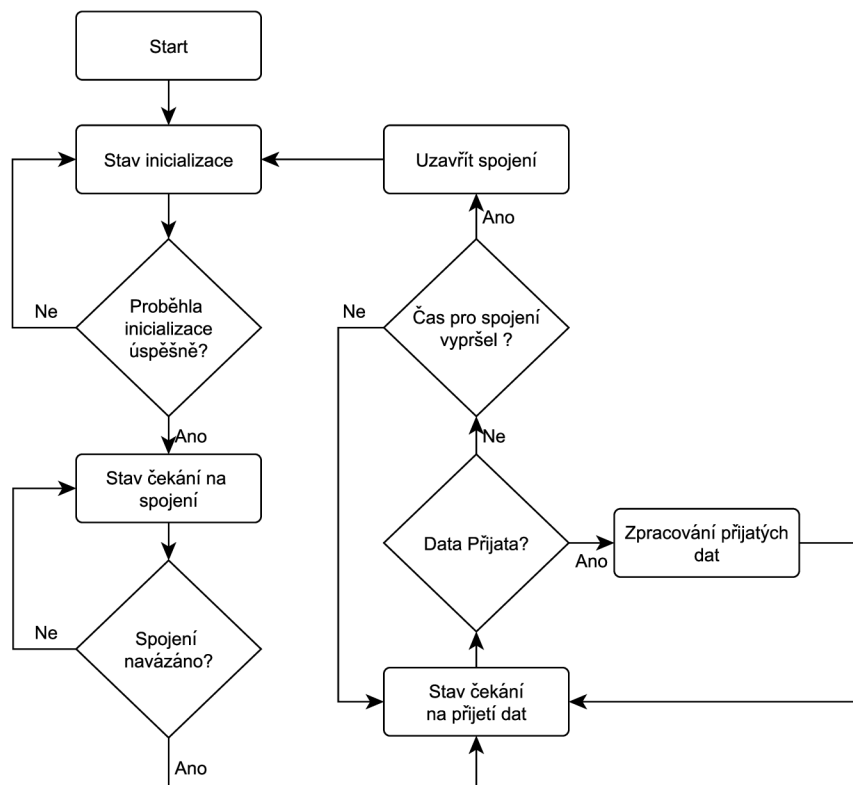 Start
Stav inicializace
Uzavřít spojení
Ano
Proběhla
inicializace
úspěšně?
Ne
Čas pro spojení
vypršel ?
Ne
Ano
Ne
Stav čekání na
spojení
Data Přijata?
Ano
Zpracování přijatých
dat
Ne
Spojení
navázáno?
Stav čekání
na přijetí dat
Ano